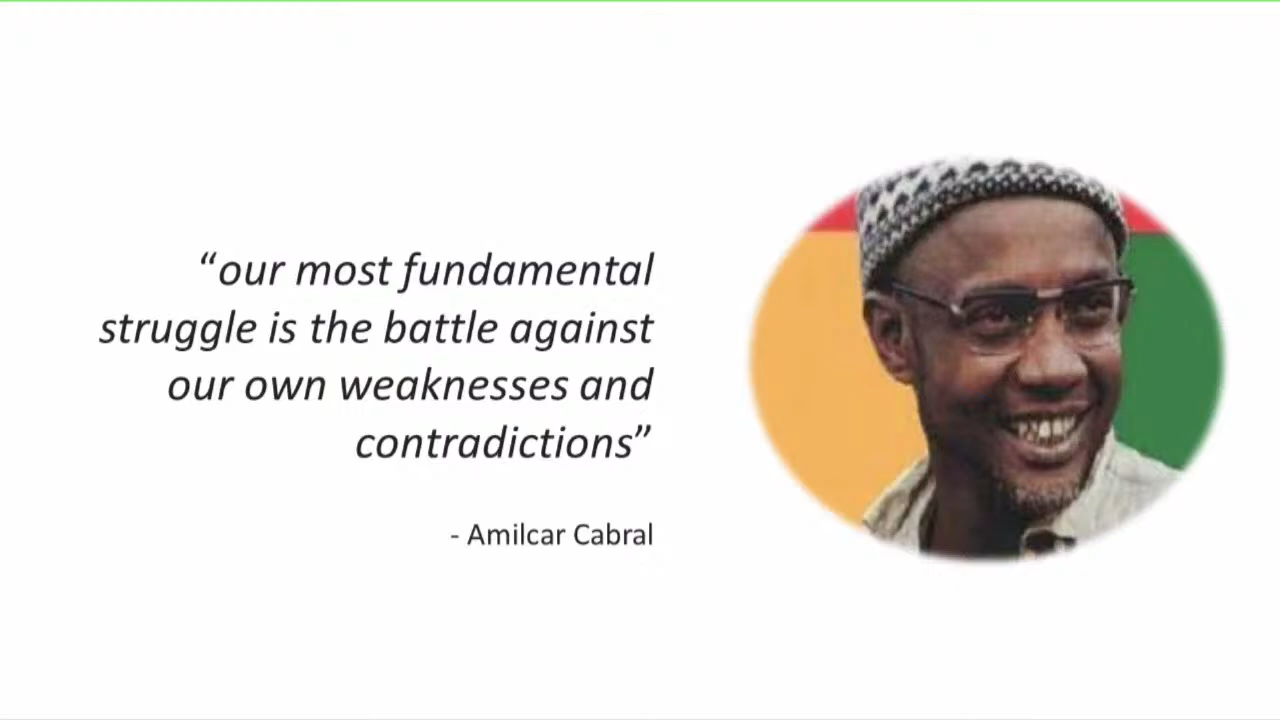 “our most fundamental
struggle is the battle against
our own weaknesses and
contradictions”
- Amilcar Cabral